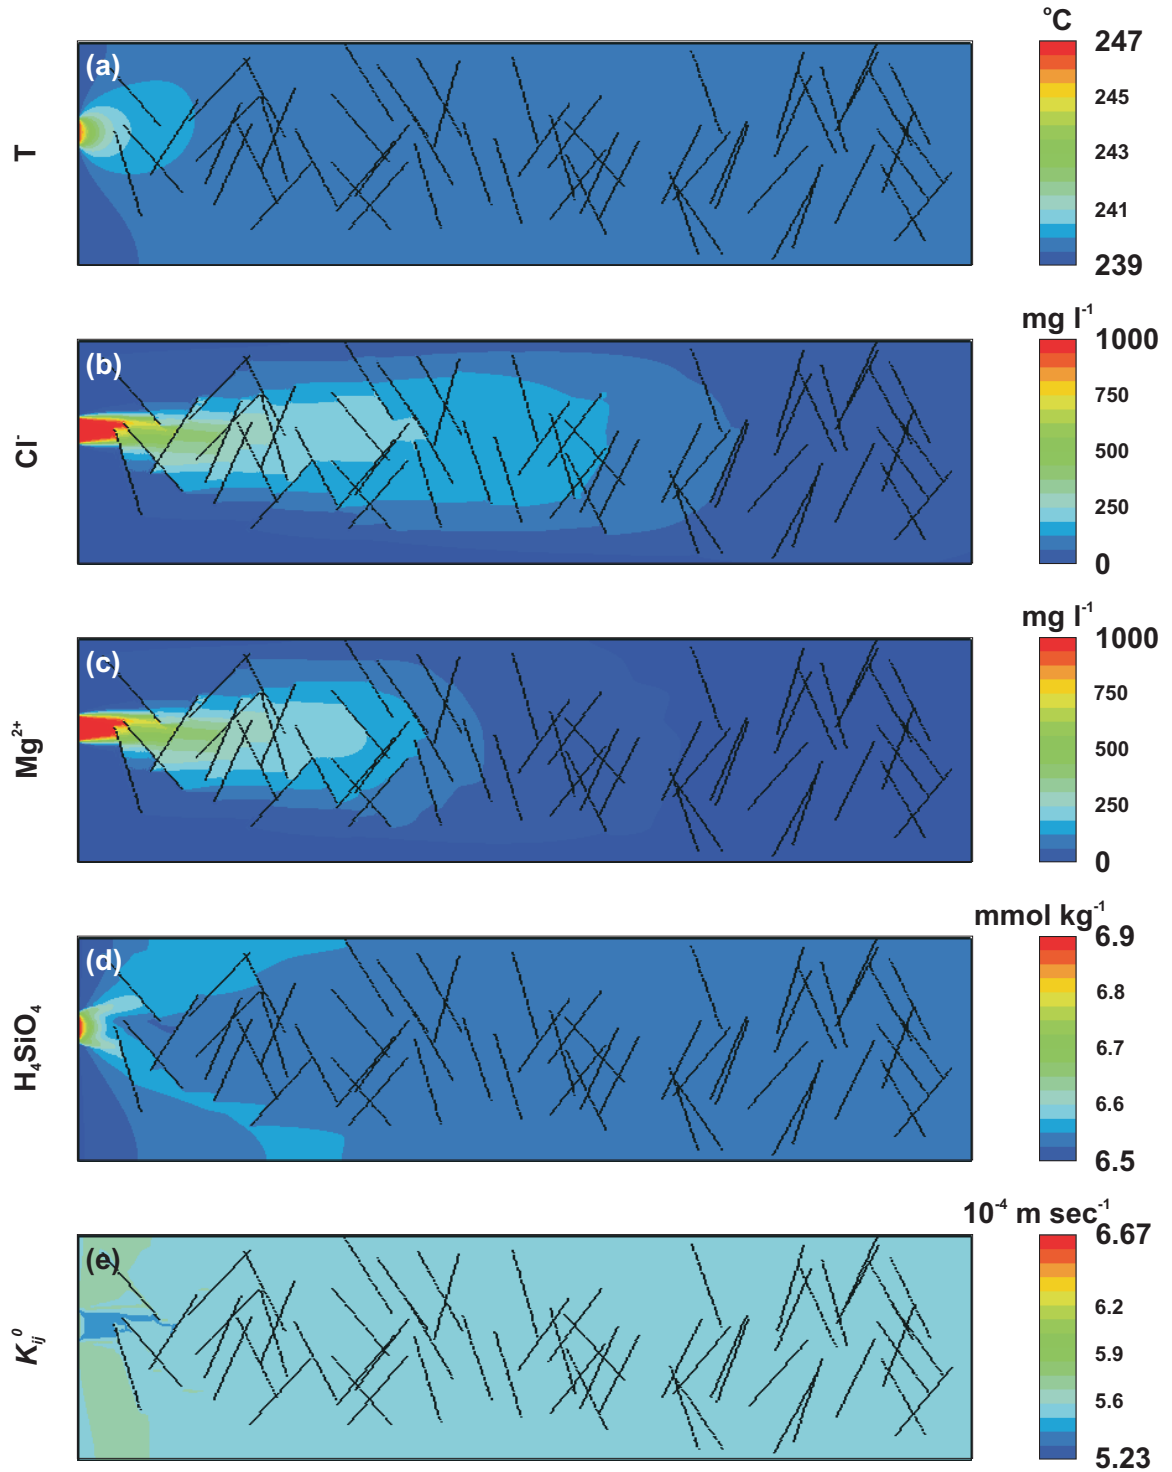 °C
(a)
T
247
245
243
241
239
mg l⁻¹
(b)
Cl⁻
1000
750
500
250
0
mg l⁻¹
(c)
Mg²⁺
1000
750
500
250
0
mmol kg⁻¹
(d)
H₄SiO₄
6.9
6.8
6.7
6.6
6.5
10⁻⁴ m sec⁻¹
(e)
Kᵢⱼ⁰
6.67
6.2
5.9
5.6
5.23